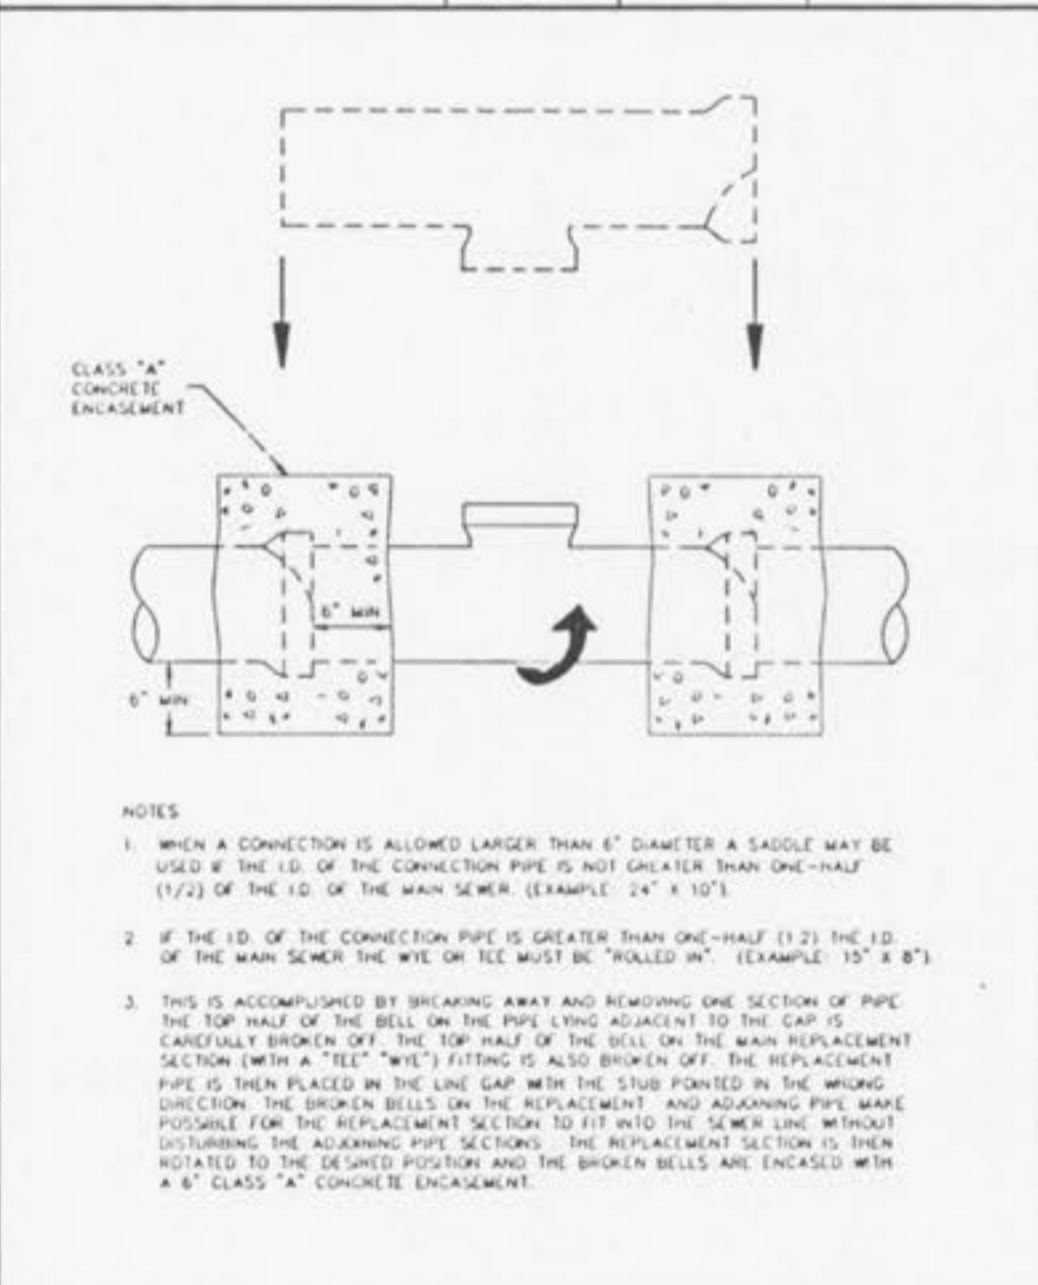 CLASS "A"
CONCRETE
ENCASEMENT
6" MIN
6" MIN
NOTES
1. WHEN A CONNECTION IS ALLOWED LARGER THAN 6" DIAMETER A SADDLE MAY BE
USED IF THE I.D. OF THE CONNECTION PIPE IS NOT GREATER THAN ONE-HALF
(1/2) OF THE I.D. OF THE MAIN SEWER. (EXAMPLE: 24" X 10").
2. IF THE I.D. OF THE CONNECTION PIPE IS GREATER THAN ONE-HALF (1/2) THE I.D.
OF THE MAIN SEWER THE WYE OR TEE MUST BE "ROLLED IN". (EXAMPLE: 15" X 8")
3. THIS IS ACCOMPLISHED BY BREAKING AWAY AND REMOVING ONE SECTION OF PIPE.
THE TOP HALF OF THE BELL ON THE PIPE LYING ADJACENT TO THE GAP IS
CAREFULLY BROKEN OFF. THE TOP HALF OF THE BELL ON THE MAIN REPLACEMENT
SECTION (WITH A "TEE" "WYE") FITTING IS ALSO BROKEN OFF. THE REPLACEMENT
PIPE IS THEN PLACED IN THE LINE GAP WITH THE STUB POINTED IN THE WRONG
DIRECTION. THE BROKEN BELLS ON THE REPLACEMENT AND ADJOINING PIPE MAKE
POSSIBLE FOR THE REPLACEMENT SECTION TO FIT INTO THE SEWER LINE WITHOUT
DISTURBING THE ADJOINING PIPE SECTIONS. THE REPLACEMENT SECTION IS THEN
ROTATED TO THE DESIRED POSITION AND THE BROKEN BELLS ARE ENCASED WITH
A 6" CLASS "A" CONCRETE ENCASEMENT.